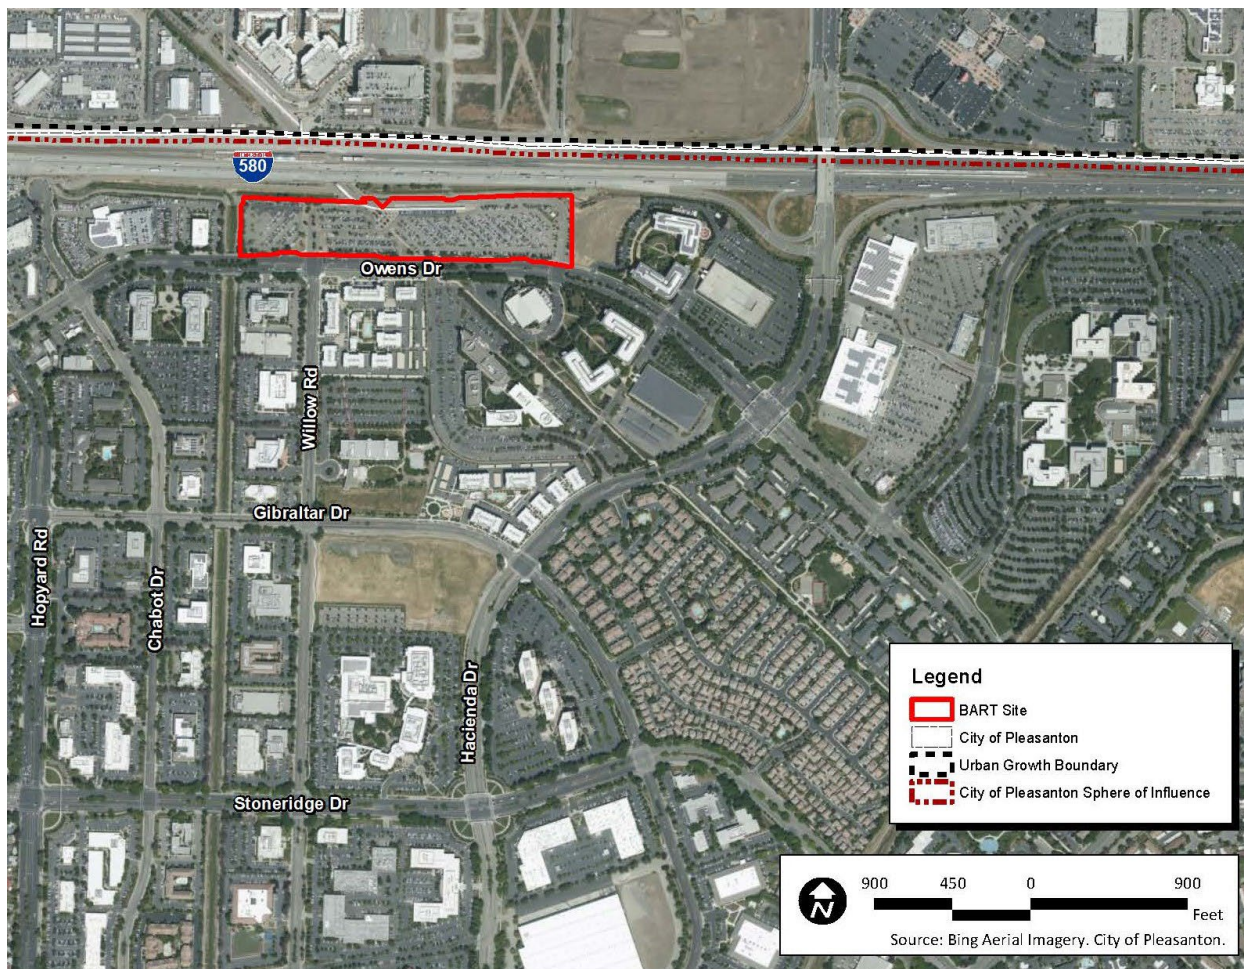 INTERSTATE
580
Owens Dr
Willow Rd
Gibraltar Dr
Hopyard Rd
Chabot Dr
Hacienda Dr
Stoneridge Dr
Legend
BART Site
City of Pleasanton
Urban Growth Boundary
City of Pleasanton Sphere of Influence
N
900 450 0 900
Feet
Source: Bing Aerial Imagery. City of Pleasanton.